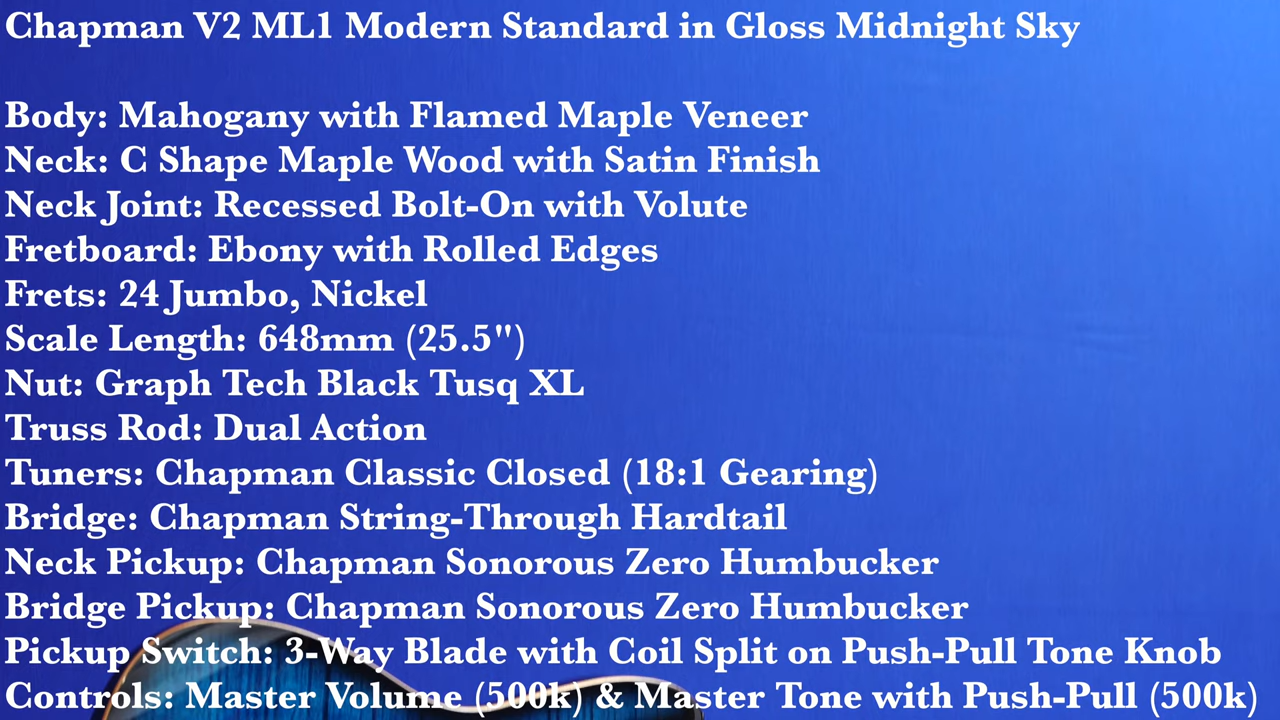 Chapman V2 ML1 Modern Standard in Gloss Midnight Sky
Body: Mahogany with Flamed Maple Veneer
Neck: C Shape Maple Wood with Satin Finish
Neck Joint: Recessed Bolt-On with Volute
Fretboard: Ebony with Rolled Edges
Frets: 24 Jumbo, Nickel
Scale Length: 648mm (25.5")
Nut: Graph Tech Black Tusq XL
Truss Rod: Dual Action
Tuners: Chapman Classic Closed (18:1 Gearing)
Bridge: Chapman String-Through Hardtail
Neck Pickup: Chapman Sonorous Zero Humbucker
Bridge Pickup: Chapman Sonorous Zero Humbucker
Pickup Switch: 3-Way Blade with Coil Split on Push-Pull Tone Knob
Controls: Master Volume (500k) & Master Tone with Push-Pull (500k)